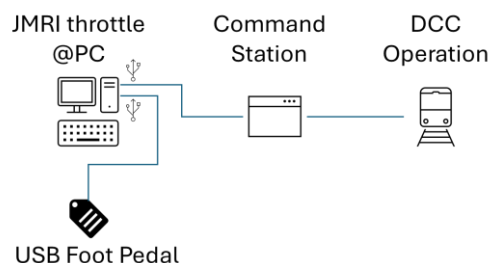 JMRI throttle
@PC
Command
Station
DCC
Operation
USB Foot Pedal